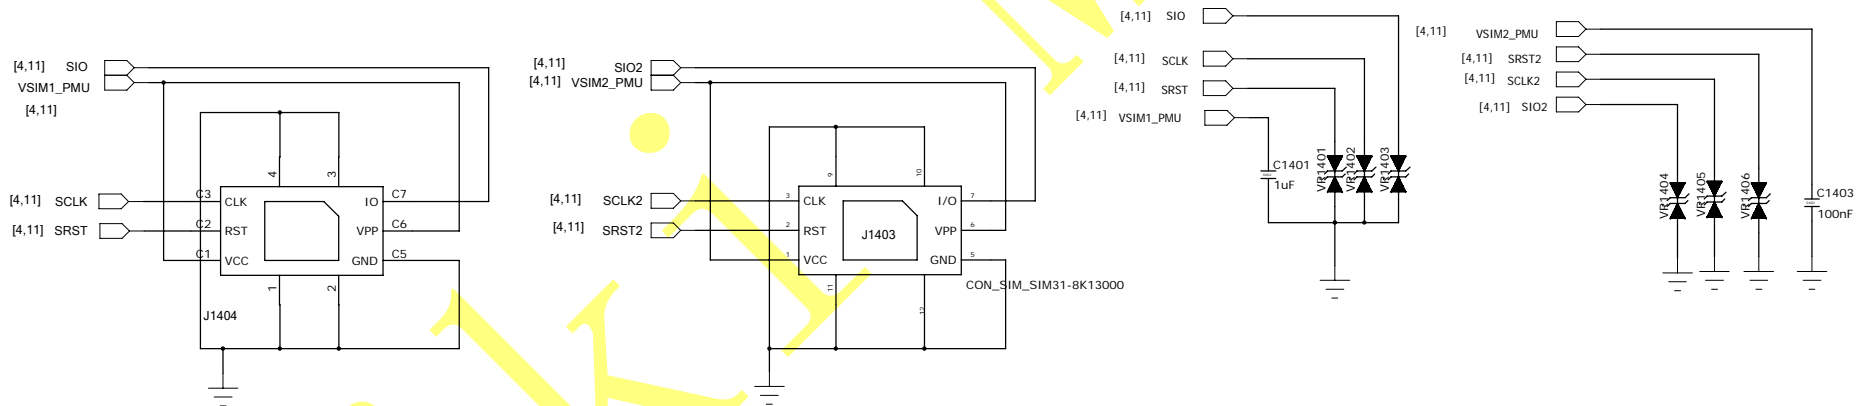 [4,11] SIO
VSIM1_PMU
[4,11]
4
3
[4,11] SCLK
C3 CLK
IO C7
[4,11] SRST
C2 RST
VPP C6
C1 VCC
GND C5
1
2
J1404
[4,11] SIO2
[4,11] VSIM2_PMU
9
10
[4,11] SCLK2
3 CLK
I/O 7
[4,11] SRST2
2 RST
J1403
VPP 6
1 VCC
GND 5
11
12
CON_SIM_SIM31-8K13000
[4,11] SIO
[4,11] SCLK
[4,11] SRST
[4,11] VSIM1_PMU
C1401
1uF
VR1401
VR1402
VR1403
[4,11] VSIM2_PMU
[4,11] SRST2
[4,11] SCLK2
[4,11] SIO2
VR1404
VR1405
VR1406
C1403
100nF